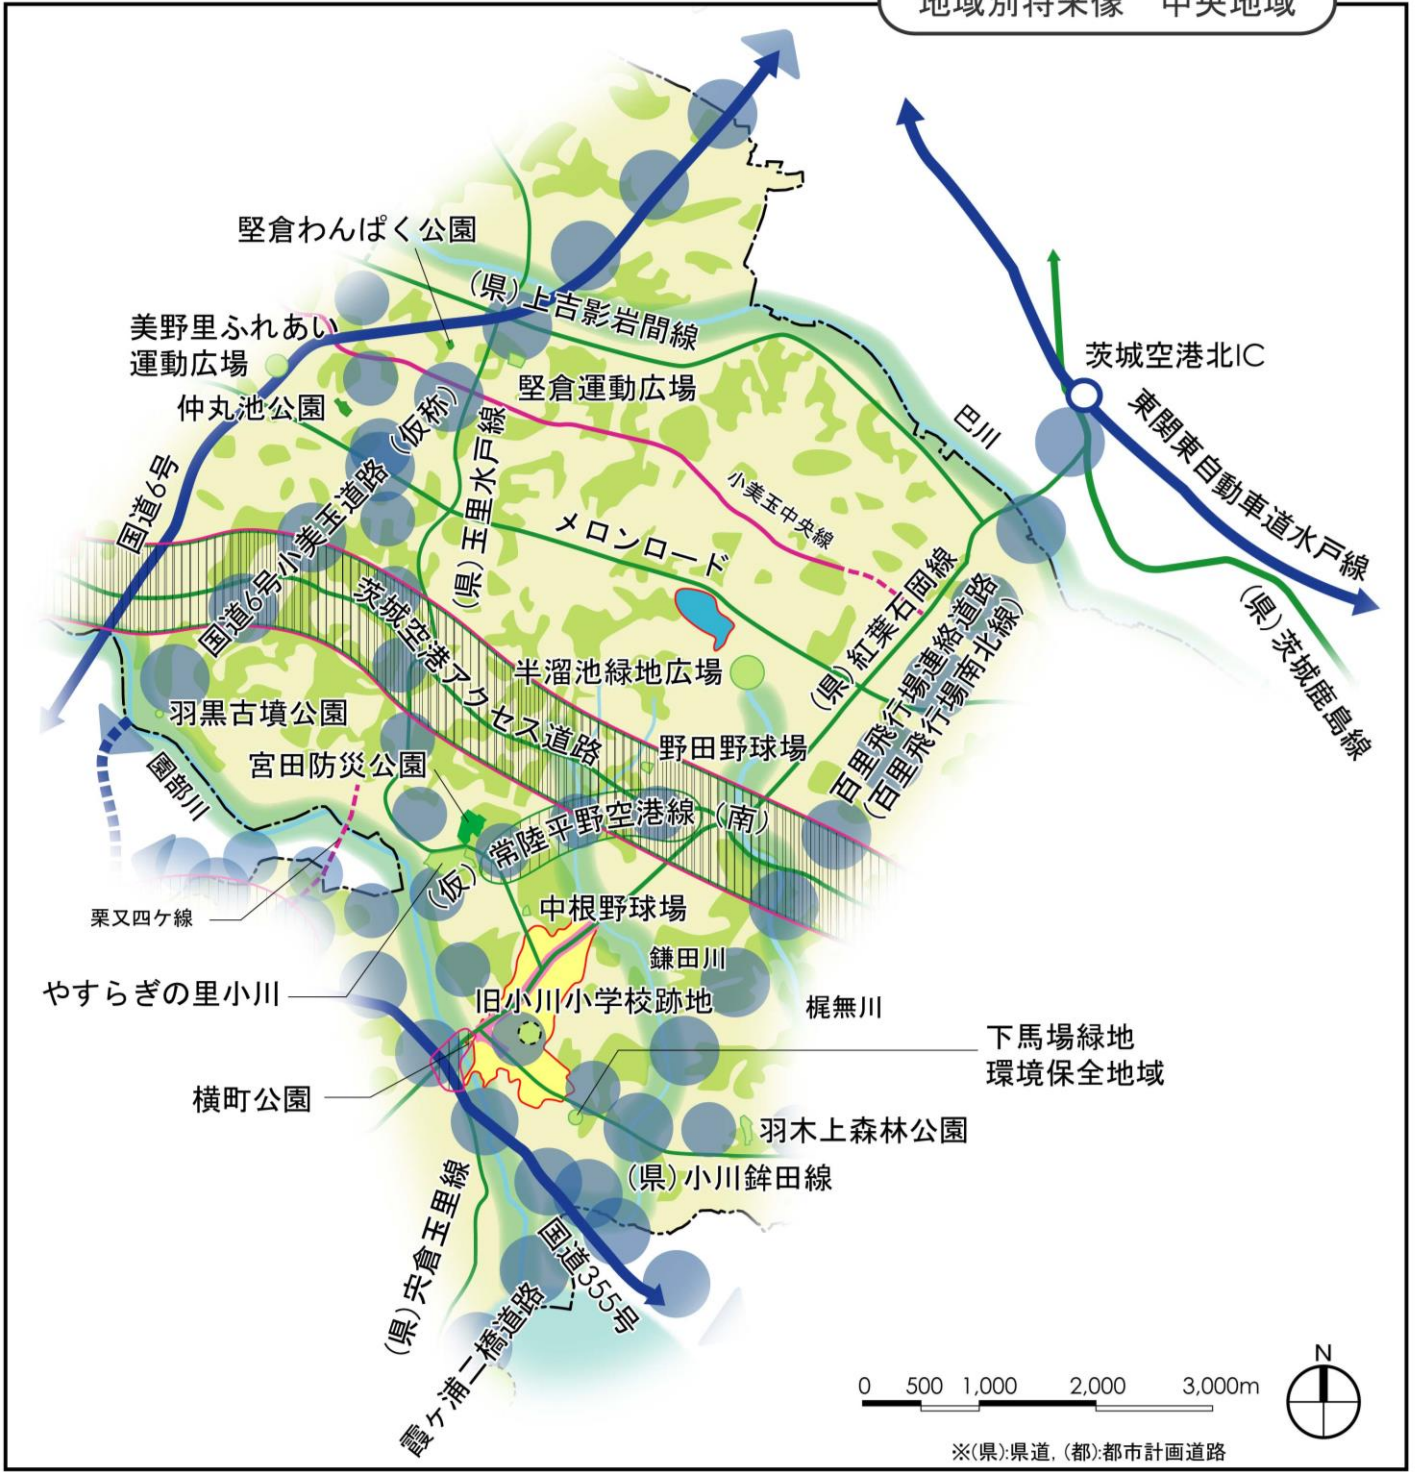 地域別将来像　中央地域
堅倉わんぱく公園
(県)上吉影岩間線
美野里ふれあい
運動広場
堅倉運動広場
仲丸池公園
茨城空港北IC
東関東自動車道水戸線
巴川
国道6号
国道6号小美玉道路（仮称）
(県)玉里水戸線
小美玉中央線
メロンロード
(県)紅葉石岡線
(県)茨城鹿島線
百里飛行場連絡道路
(百里飛行場南北線)
茨城空港アクセス道路
半溜池緑地広場
羽黒古墳公園
野田野球場
宮田防災公園
園部川
(仮)常陸平野空港線(南)
栗又四ケ線
中根野球場
鎌田川
やすらぎの里小川
旧小川小学校跡地
梶無川
下馬場緑地
環境保全地域
横町公園
羽木上森林公園
(県)小川鉾田線
(県)宍倉玉里線
国道355号
霞ヶ浦二橋道路
N
0 500 1,000 2,000 3,000m
※(県):県道, (都):都市計画道路